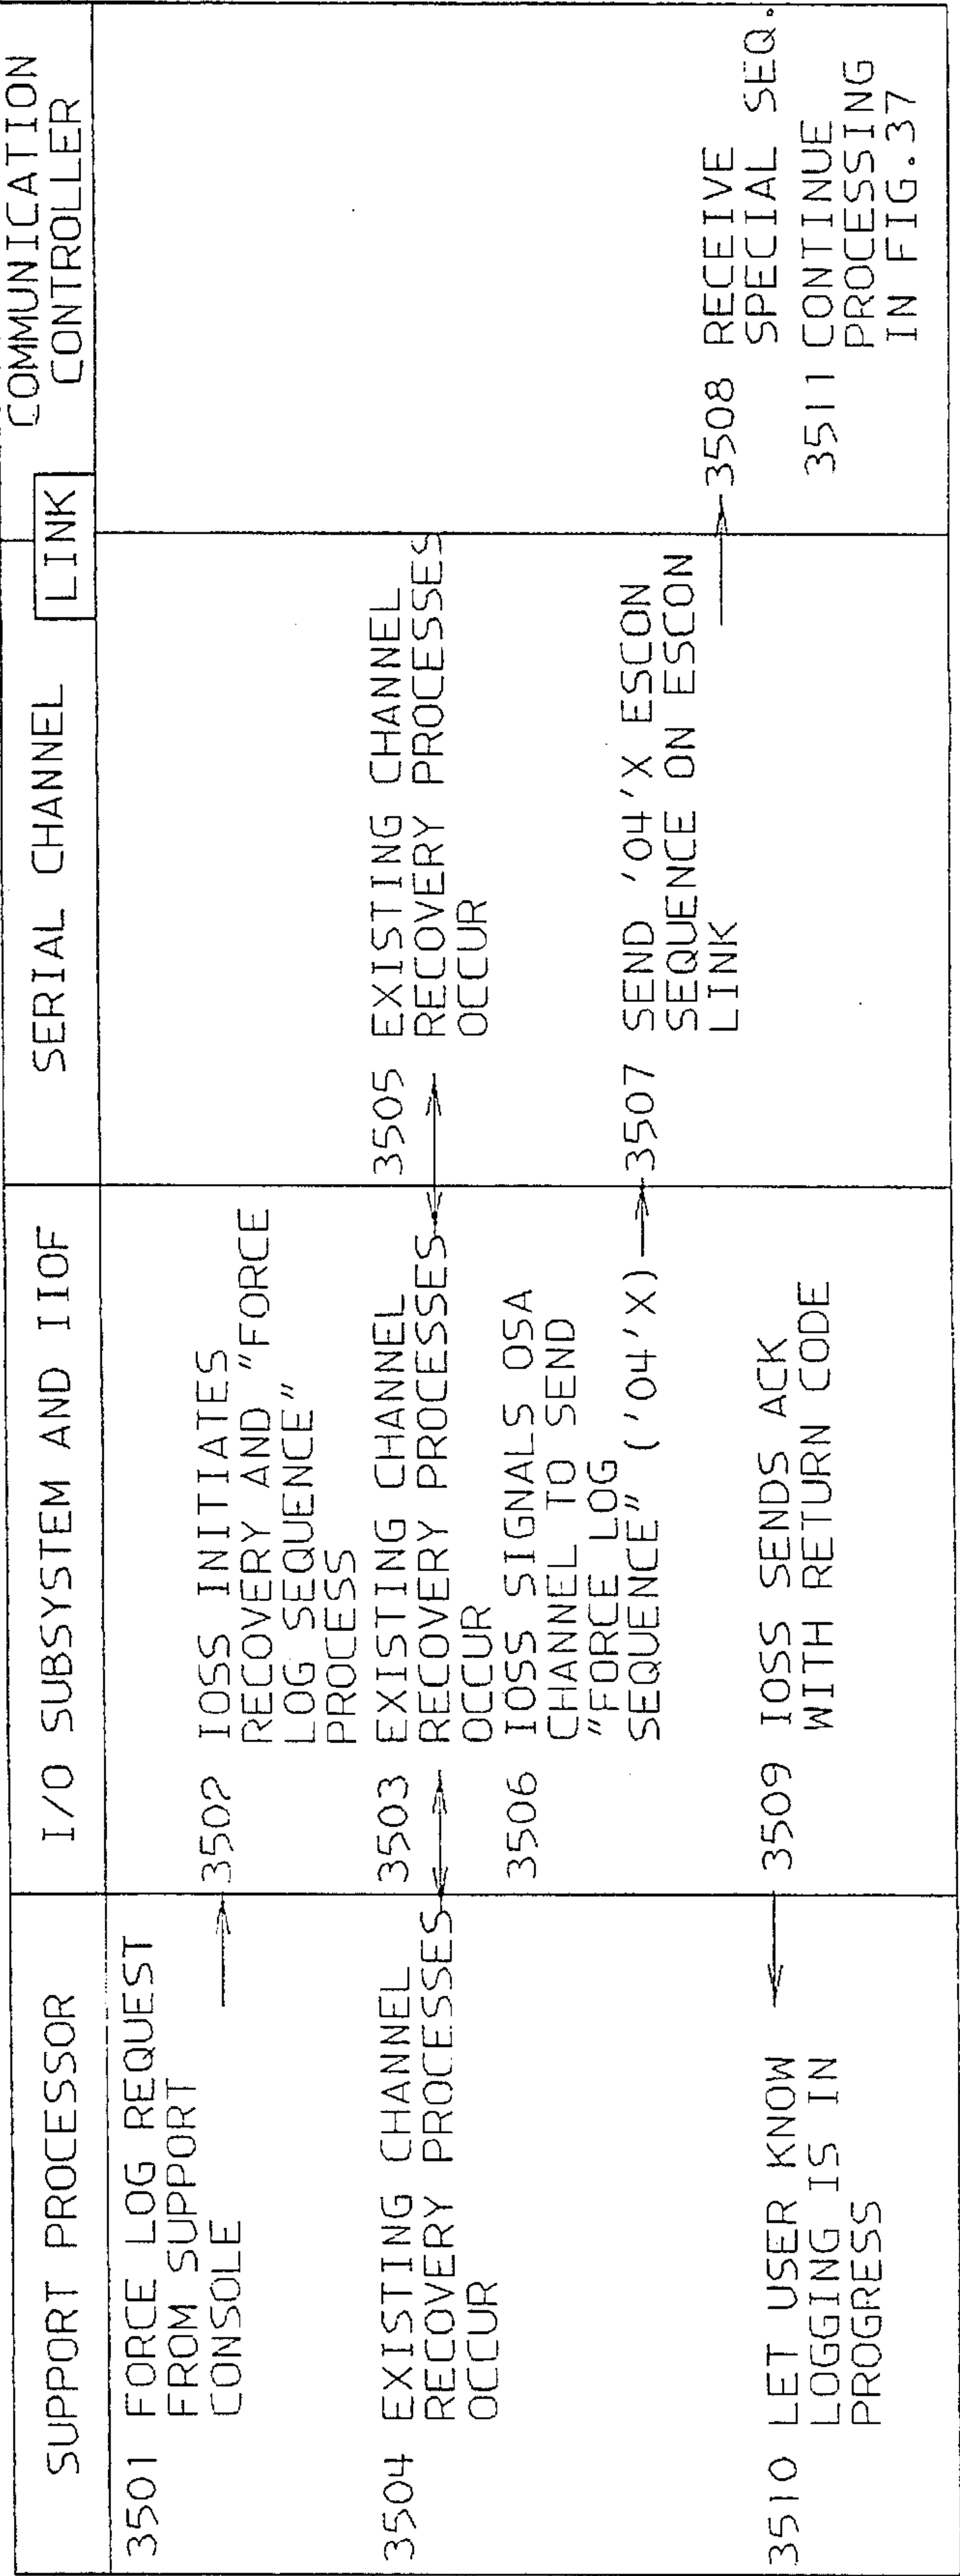 SUPPORT PROCESSOR
3501 FORCE LOG REQUEST
FROM SUPPORT
CONSOLE
3504 EXISTING CHANNEL
RECOVERY PROCESSES
OCCUR
3510 LET USER KNOW
LOGGING IS IN
PROGRESS
I/O SUBSYSTEM AND IIOF
3502 IOSS INITIATES
RECOVERY AND "FORCE
LOG SEQUENCE"
PROCESS
3503 EXISTING CHANNEL
RECOVERY PROCESSES
OCCUR
3506 IOSS SIGNALS OSA
CHANNEL TO SEND
"FORCE LOG
SEQUENCE" ('04'X)
3509 IOSS SENDS ACK
WITH RETURN CODE
SERIAL CHANNEL
3505 EXISTING CHANNEL
RECOVERY PROCESSES
OCCUR
3507 SEND '04'X ESCON
SEQUENCE ON ESCON
LINK
LINK
COMMUNICATION
CONTROLLER
3508 RECEIVE
SPECIAL SEQ.
3511 CONTINUE
PROCESSING
IN FIG.37